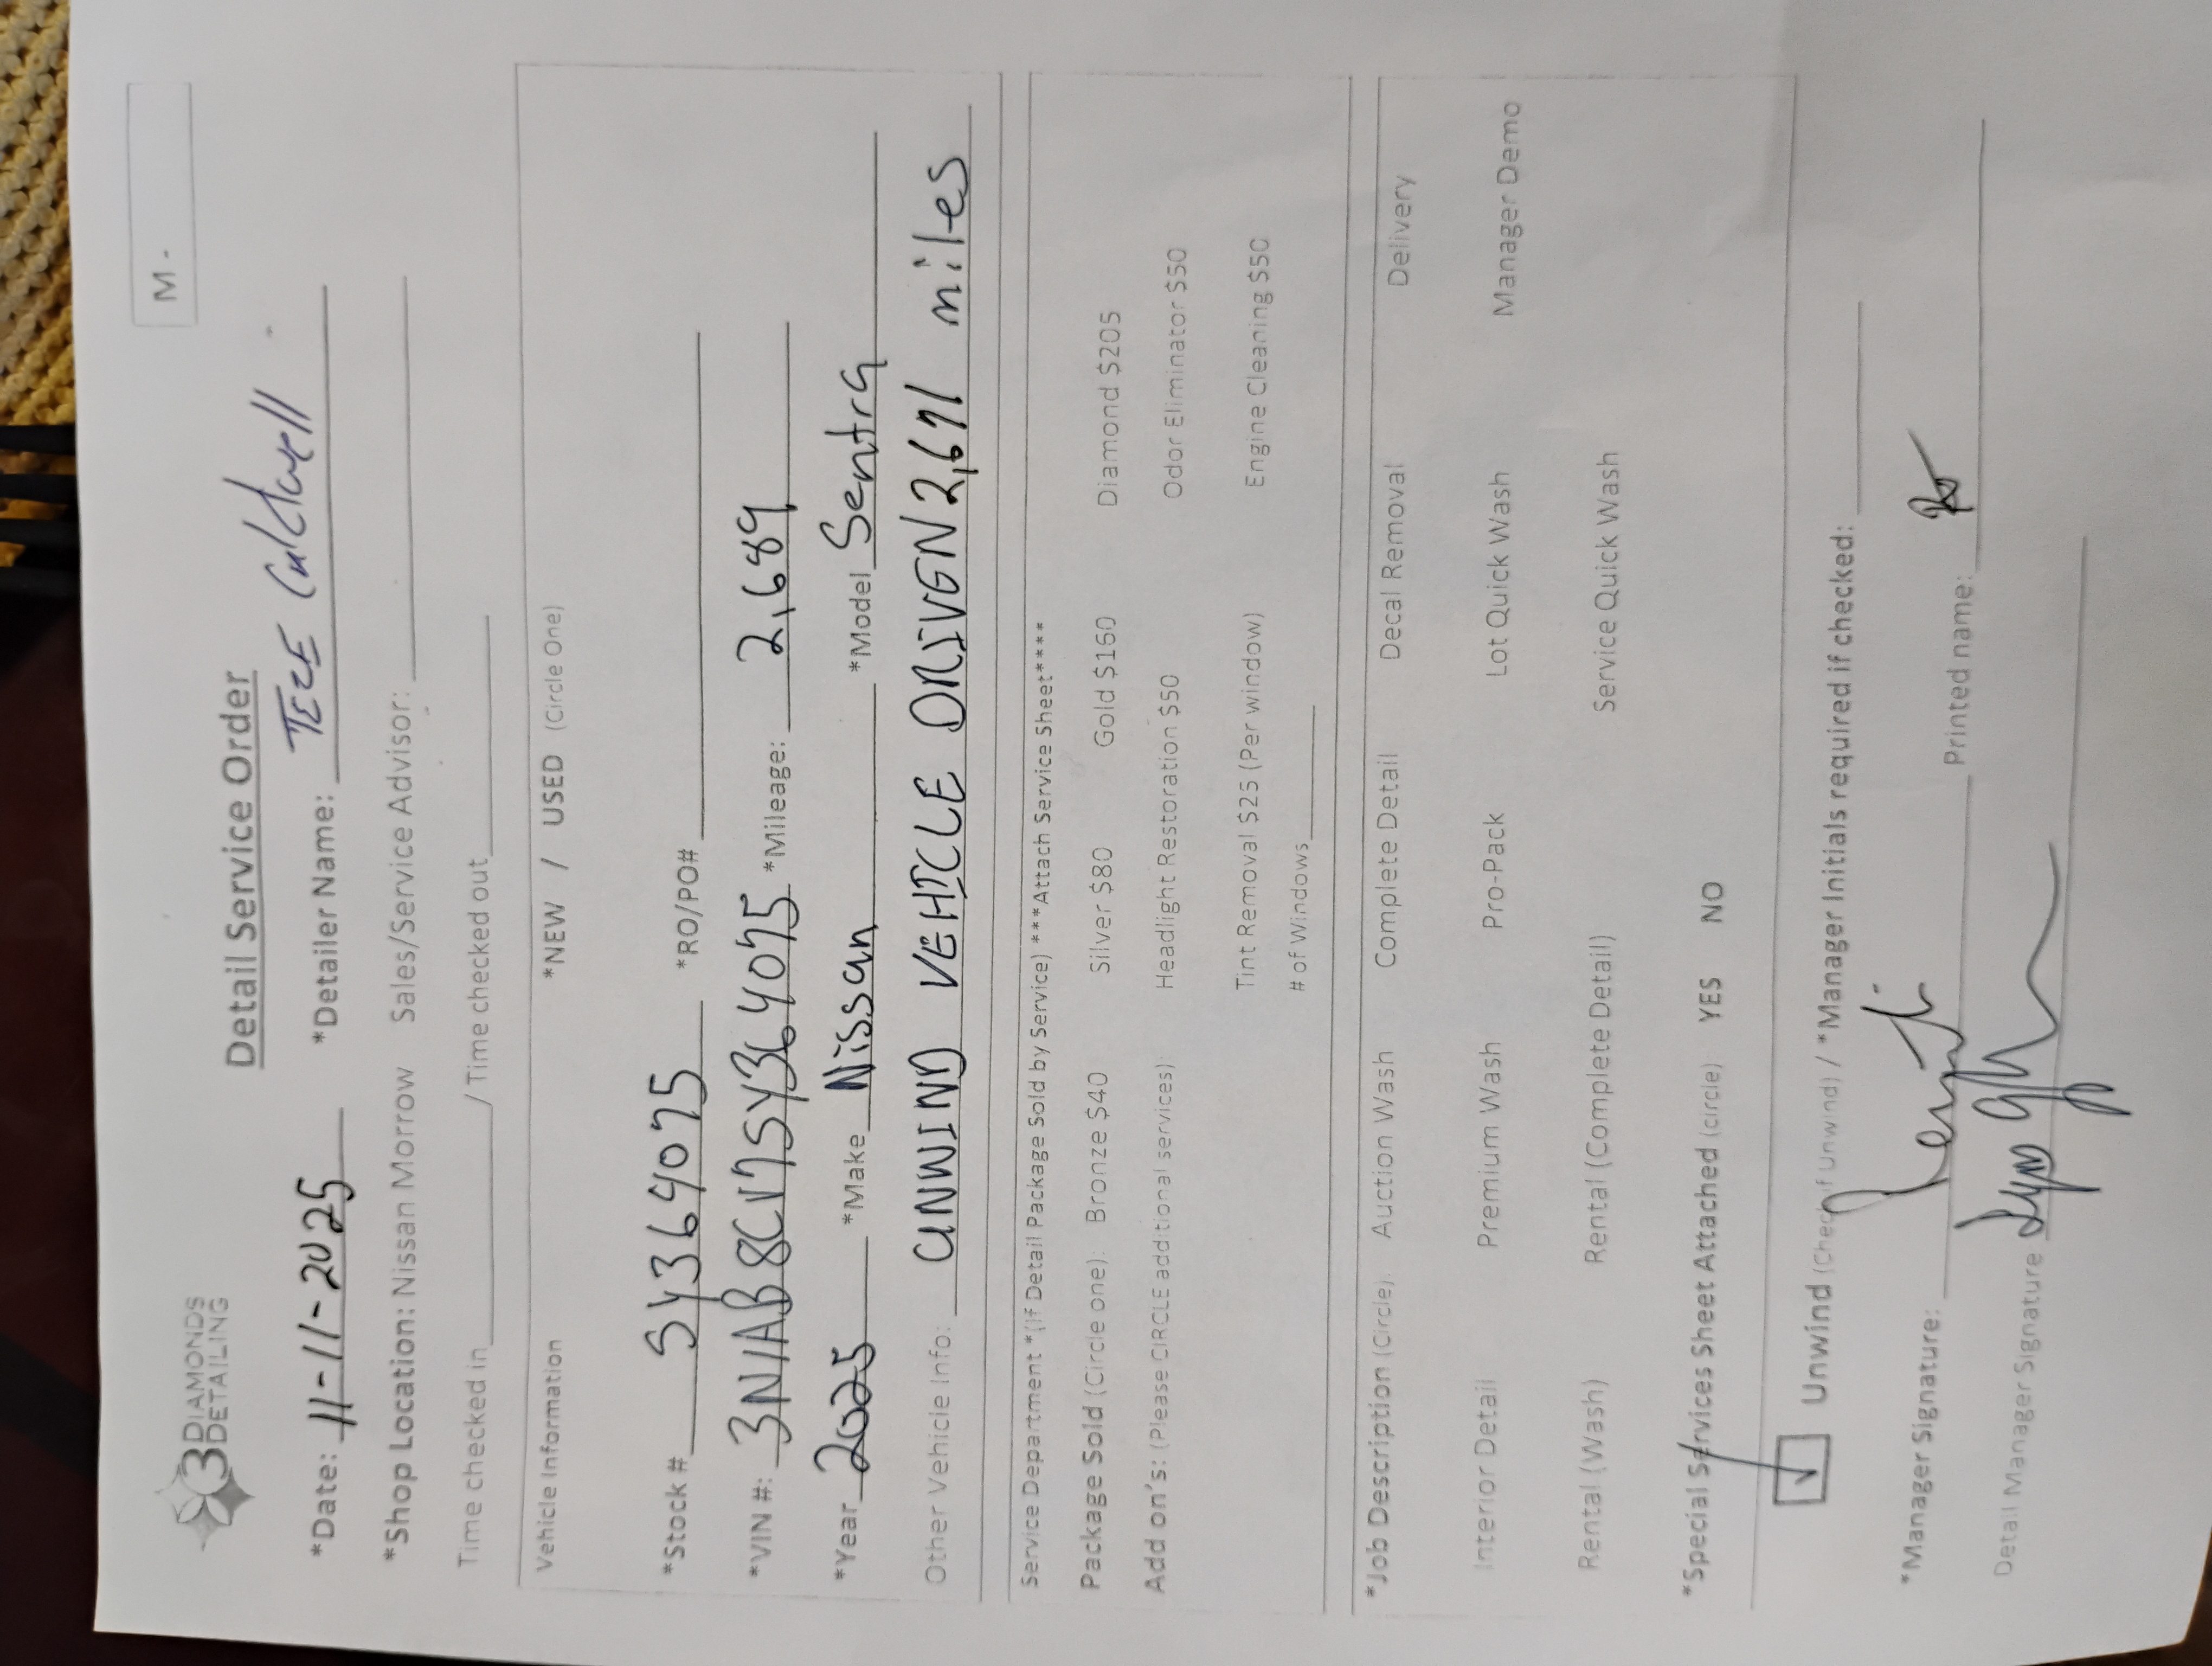 M -
3 DIAMONDS DETAILING
Detail Service Order
*Date: 11-11-2025 *Detailer Name:
*Shop Location: Nissan Morrow Sales/Service Advisor:
Time checked in / Time checked out
Vehicle Information *NEW / USED (Circle One)
*Stock # SY364075 *RO/PO#
*VIN #: 3N1AB8CV7SY364075 *Mileage: 2,689
*Year 2025 *Make Nissan *Model Sentra
Other Vehicle Info: UNWIND VEHICLE DRIVEN 2,671 miles
Service Department *(If Detail Package Sold by Service) ***Attach Service Sheet****
Package Sold (Circle one): Bronze $40 Silver $80 Gold $160 Diamond $205
Add on's: (Please CIRCLE additional services): Headlight Restoration $50 Odor Eliminator $50
Tint Removal $25 (Per window) Engine Cleaning $50
# of Windows
*Job Description (Circle): Auction Wash Complete Detail Decal Removal Delivery
Interior Detail Premium Wash Pro-Pack Lot Quick Wash Manager Demo
Rental (Wash) Rental (Complete Detail) Service Quick Wash
*Special Services Sheet Attached (circle) YES NO
Unwind (Check if Unwind) / *Manager Initials required if checked:
*Manager Signature: Printed name:
Detail Manager Signature